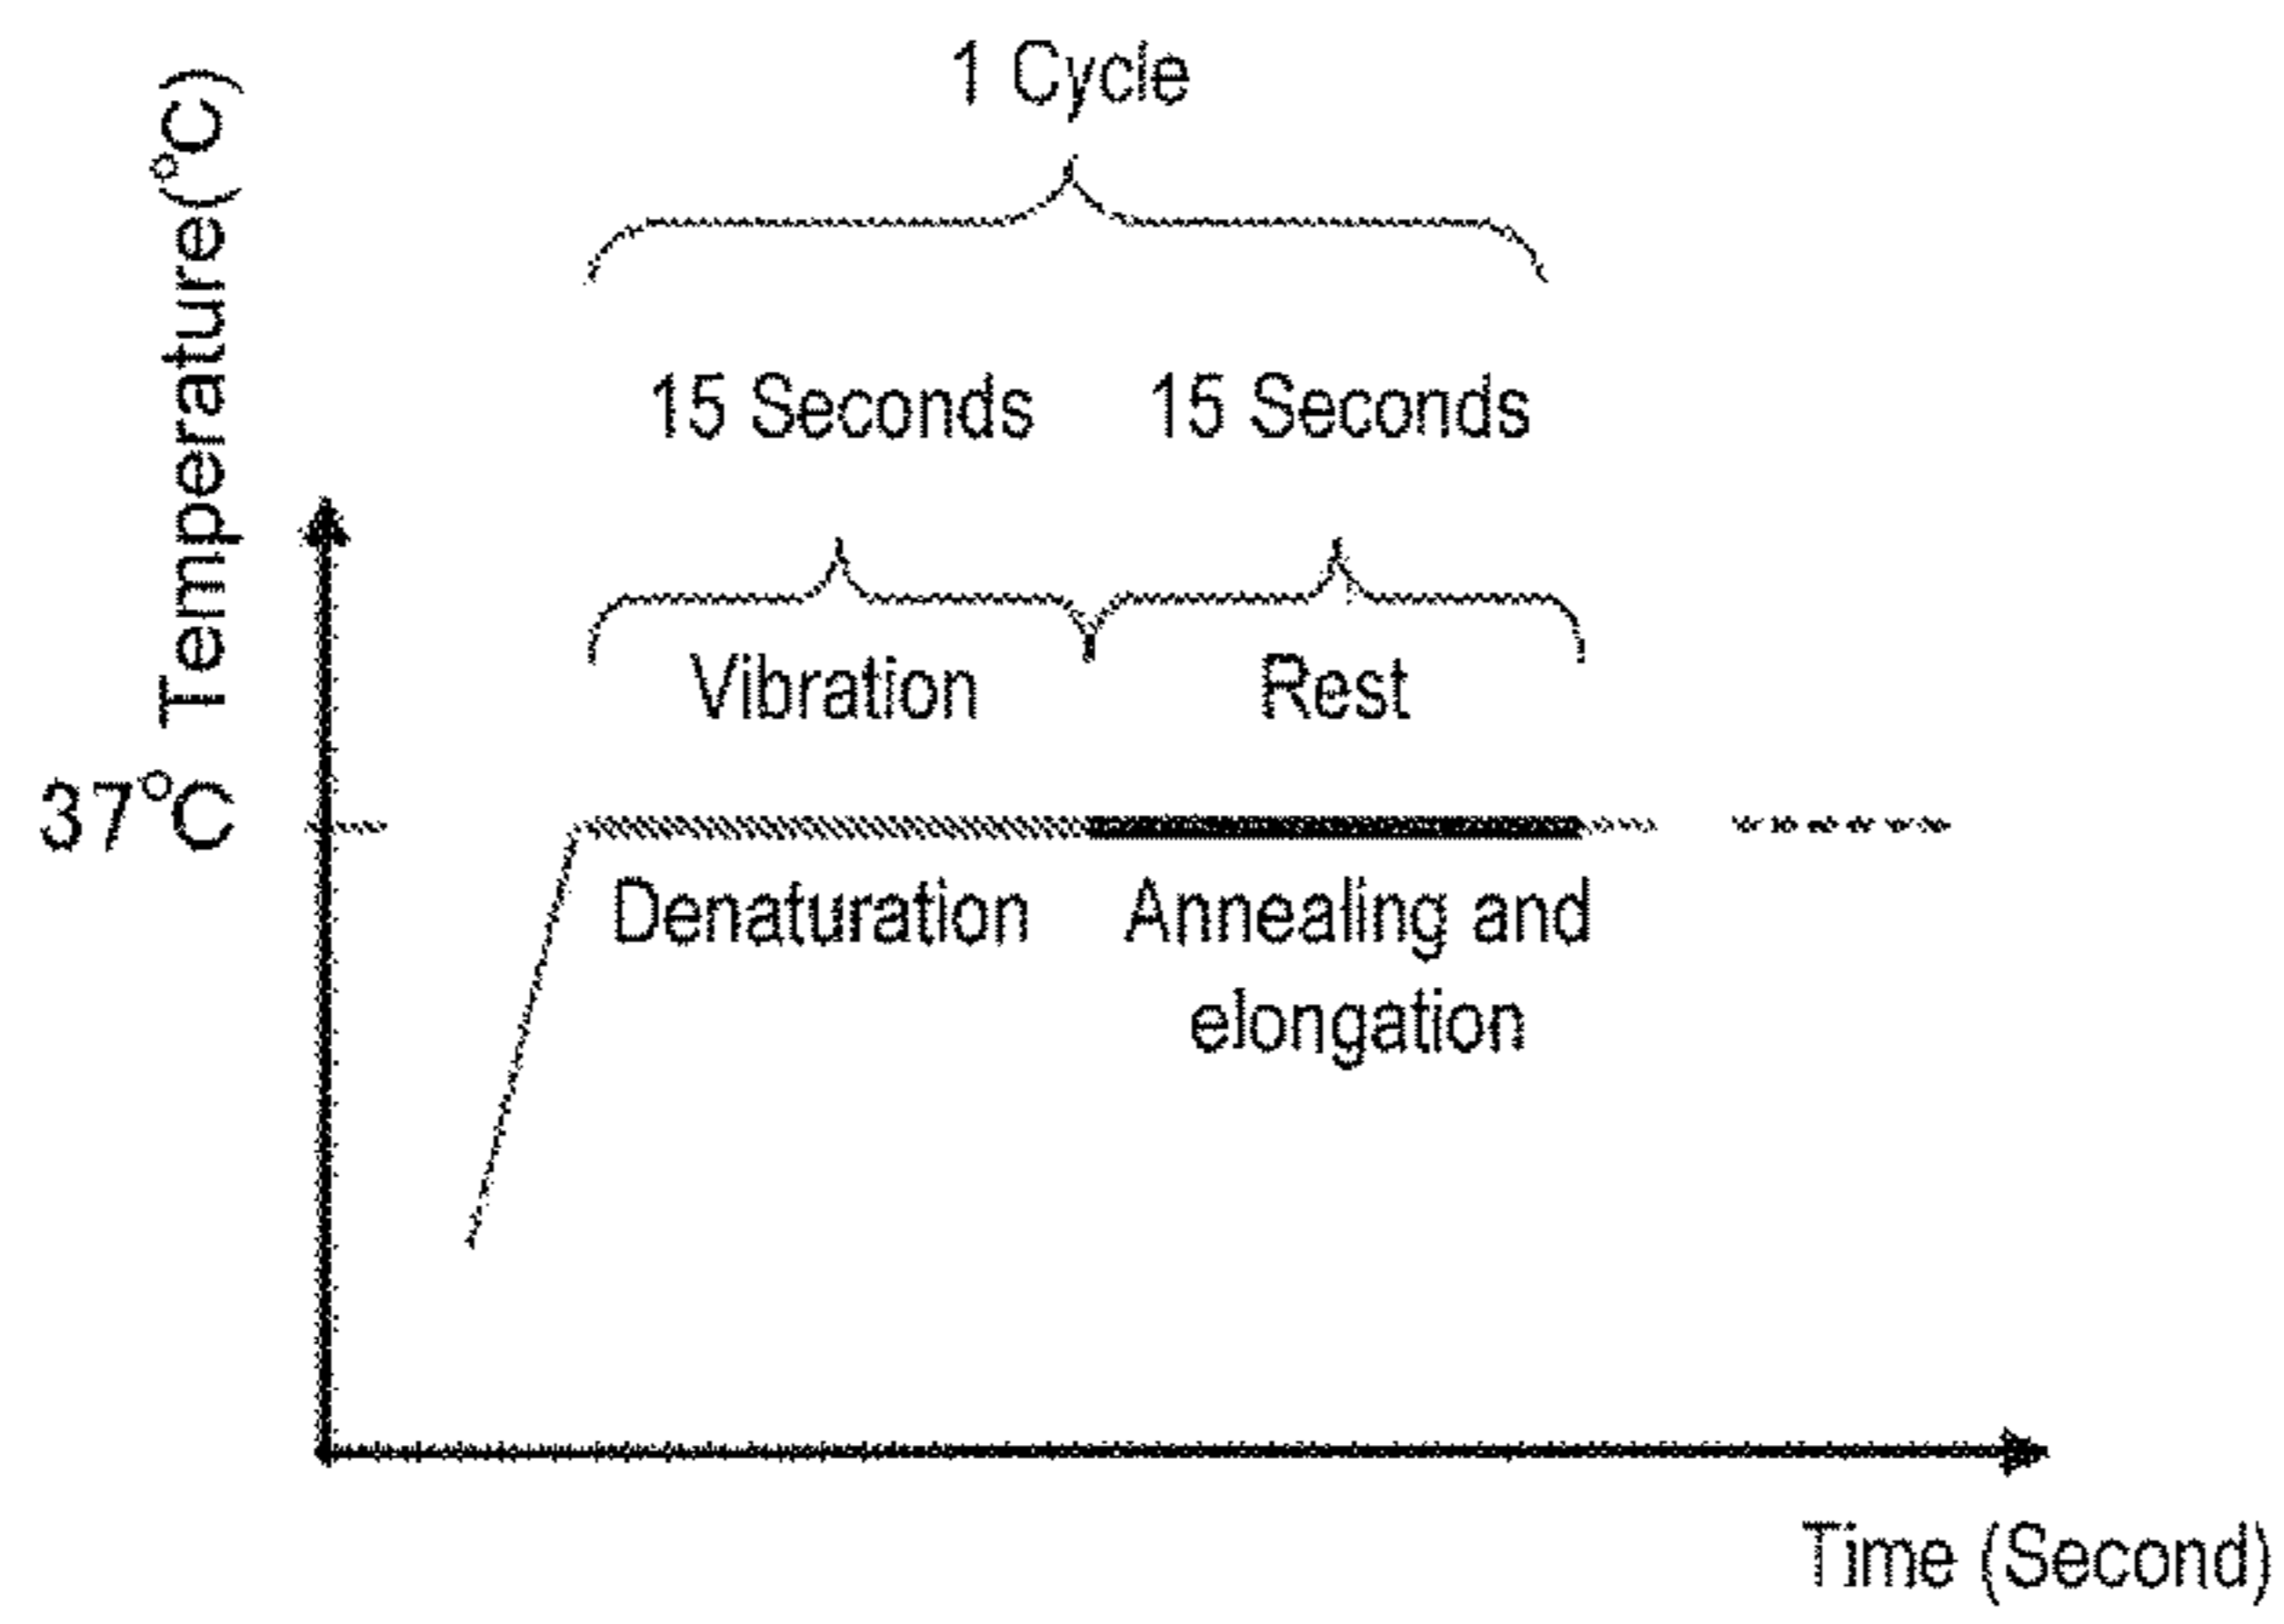 1 Cycle
Temperature(°C)
15 Seconds 15 Seconds
Vibration Rest
37°C
Denaturation Annealing and
elongation
Time (Second)